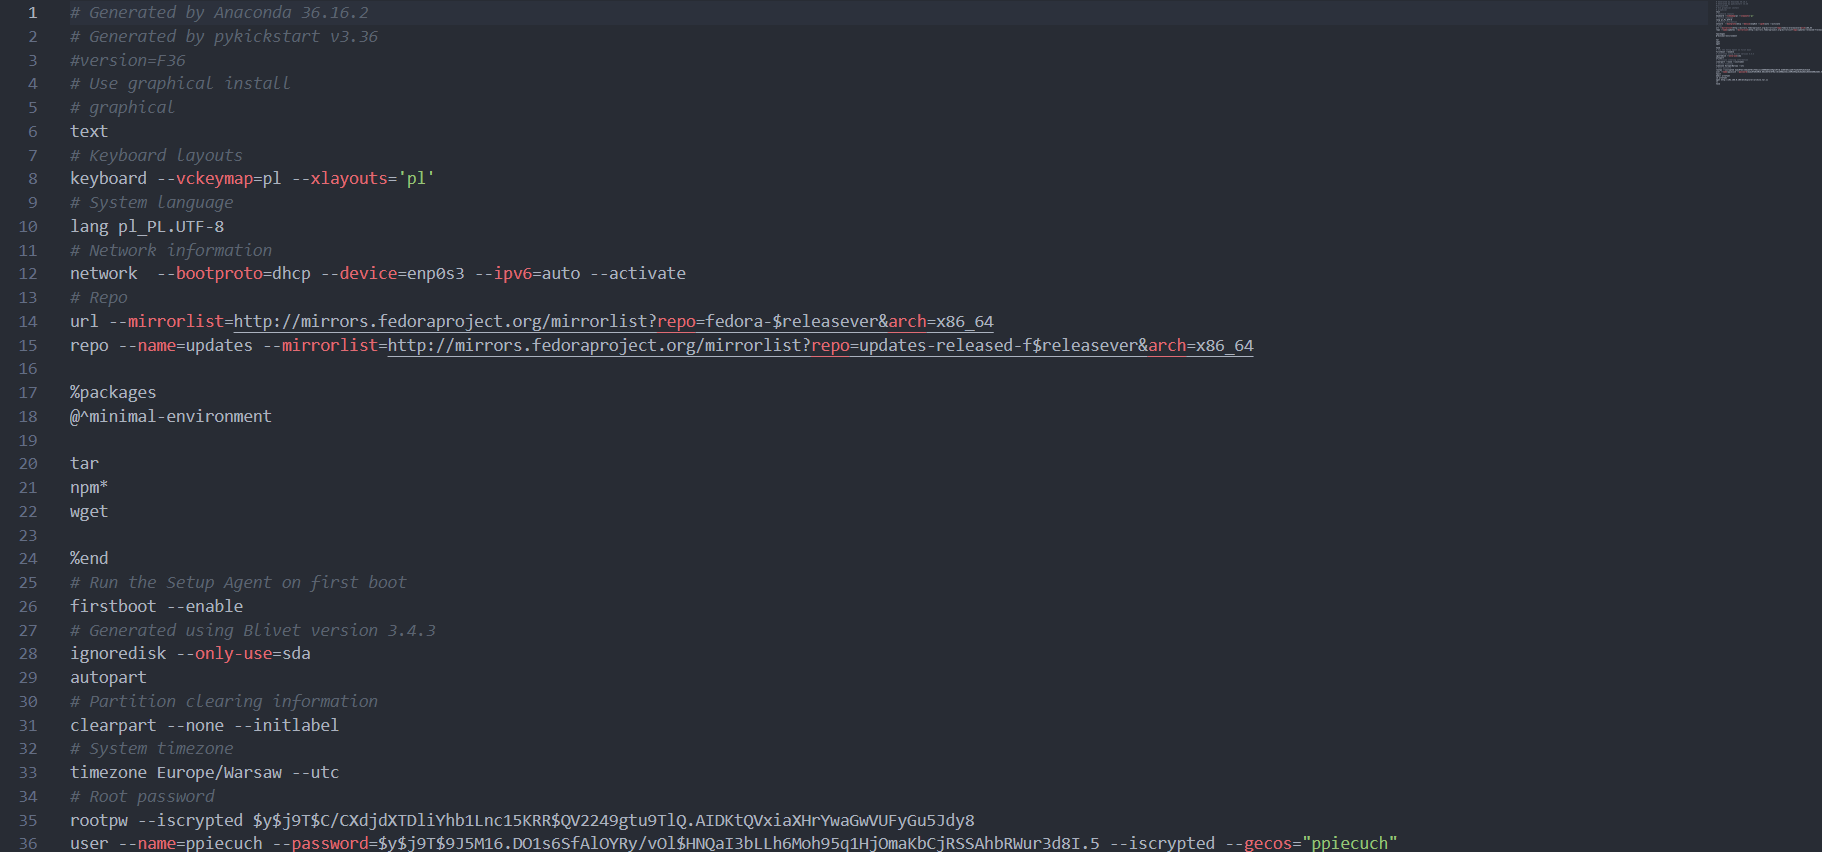 1 # Generated by Anaconda 36.16.2
2 # Generated by pykickstart v3.36
3 #version=F36
4 # Use graphical install
5 # graphical
6 text
7 # Keyboard layouts
8 keyboard --vckeymap=pl --xlayouts='pl'
9 # System language
10 lang pl_PL.UTF-8
11 # Network information
12 network  --bootproto=dhcp --device=enp0s3 --ipv6=auto --activate
13 # Repo
14 url --mirrorlist=http://mirrors.fedoraproject.org/mirrorlist?repo=fedora-$releasever&arch=x86_64
15 repo --name=updates --mirrorlist=http://mirrors.fedoraproject.org/mirrorlist?repo=updates-released-f$releasever&arch=x86_64
16
17 %packages
18 @^minimal-environment
19
20 tar
21 npm*
22 wget
23
24 %end
25 # Run the Setup Agent on first boot
26 firstboot --enable
27 # Generated using Blivet version 3.4.3
28 ignoredisk --only-use=sda
29 autopart
30 # Partition clearing information
31 clearpart --none --initlabel
32 # System timezone
33 timezone Europe/Warsaw --utc
34 # Root password
35 rootpw --iscrypted $y$j9T$C/CXdjdXTDliYhb1Lnc15KRR$QV2249gtu9TlQ.AIDKtQVxiaXHrYwaGwVUFyGu5Jdy8
36 user --name=ppiecuch --password=$y$j9T$9J5M16.DO1s6SfAlOYRy/vOl$HNQaI3bLLh6Moh95q1HjOmaKbCjRSSAhbRWur3d8I.5 --iscrypted --gecos="ppiecuch"